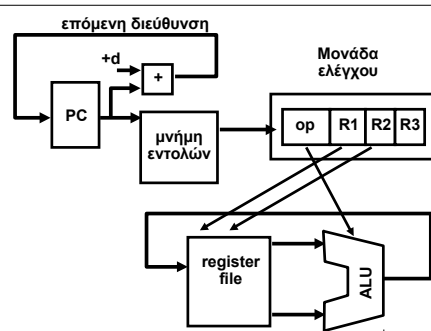 επόμενη διεύθυνση
+d
+
PC
μνήμη
εντολών
Μονάδα
ελέγχου
op R1 R2 R3
register
file
ALU